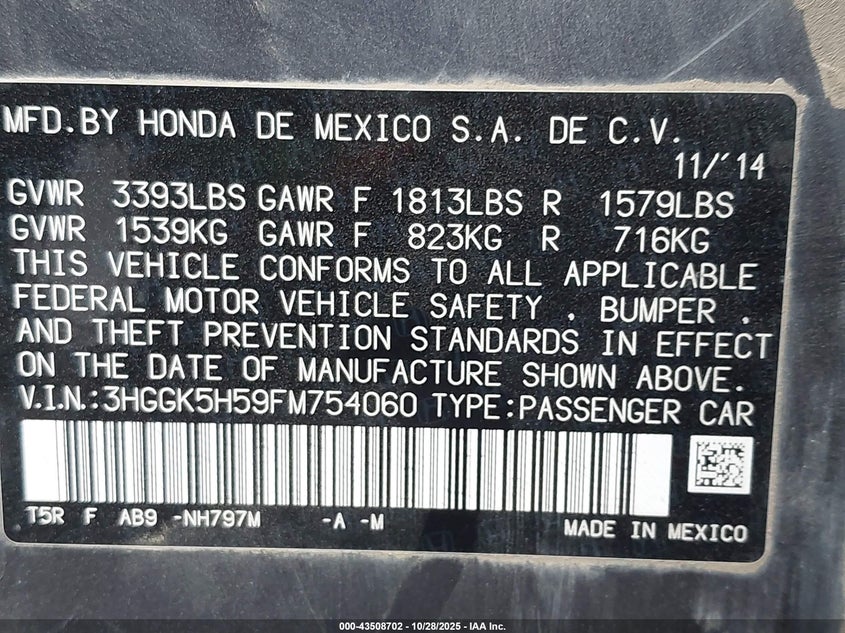 MFD.BY HONDA DE MEXICO S.A. DE C.V.
11/'14
GVWR 3393LBS GAWR F 1813LBS R 1579LBS
GVWR 1539KG GAWR F 823KG R 716KG
THIS VEHICLE CONFORMS TO ALL APPLICABLE
FEDERAL MOTOR VEHICLE SAFETY , BUMPER ,
AND THEFT PREVENTION STANDARDS IN EFFECT
ON THE DATE OF MANUFACTURE SHOWN ABOVE.
V.I.N.:3HGGK5H59FM754060 TYPE:PASSENGER CAR
T5R F AB9 -NH797M -A -M
MADE IN MEXICO
000-43508702 - 10/28/2025 - IAA Inc.